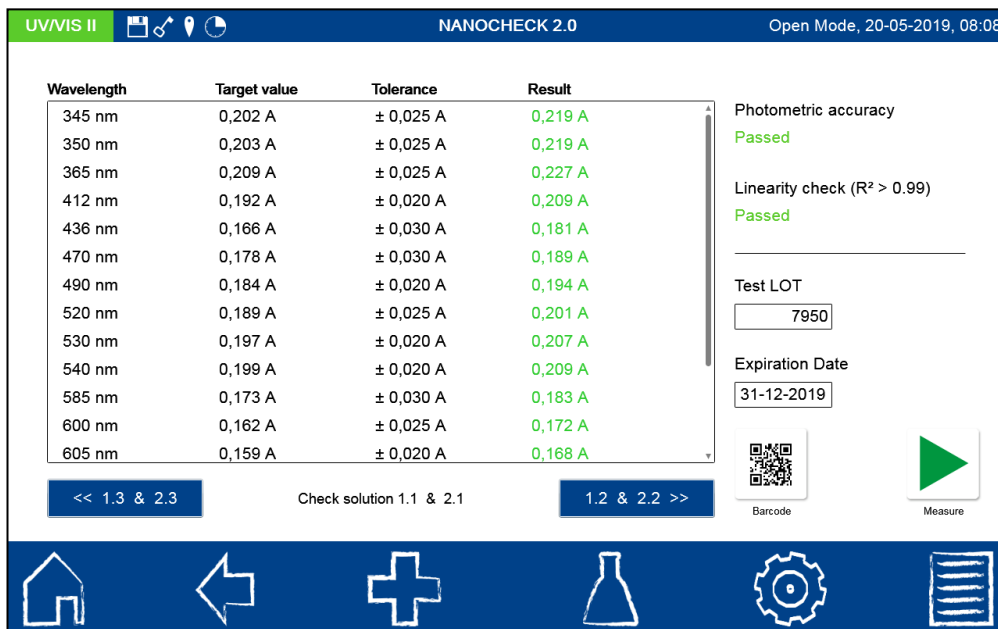 UV/VIS II NANOCHECK 2.0 Open Mode, 20-05-2019, 08:08
Wavelength Target value Tolerance Result
345 nm 0,202 A ± 0,025 A 0,219 A
350 nm 0,203 A ± 0,025 A 0,219 A
365 nm 0,209 A ± 0,025 A 0,227 A
412 nm 0,192 A ± 0,020 A 0,209 A
436 nm 0,166 A ± 0,030 A 0,181 A
470 nm 0,178 A ± 0,030 A 0,189 A
490 nm 0,184 A ± 0,020 A 0,194 A
520 nm 0,189 A ± 0,025 A 0,201 A
530 nm 0,197 A ± 0,020 A 0,207 A
540 nm 0,199 A ± 0,020 A 0,209 A
585 nm 0,173 A ± 0,030 A 0,183 A
600 nm 0,162 A ± 0,025 A 0,172 A
605 nm 0,159 A ± 0,020 A 0,168 A
<< 1.3 & 2.3 Check solution 1.1 & 2.1 1.2 & 2.2 >>
Photometric accuracy
Passed
Linearity check (R² > 0.99)
Passed
Test LOT
7950
Expiration Date
31-12-2019
Barcode Measure